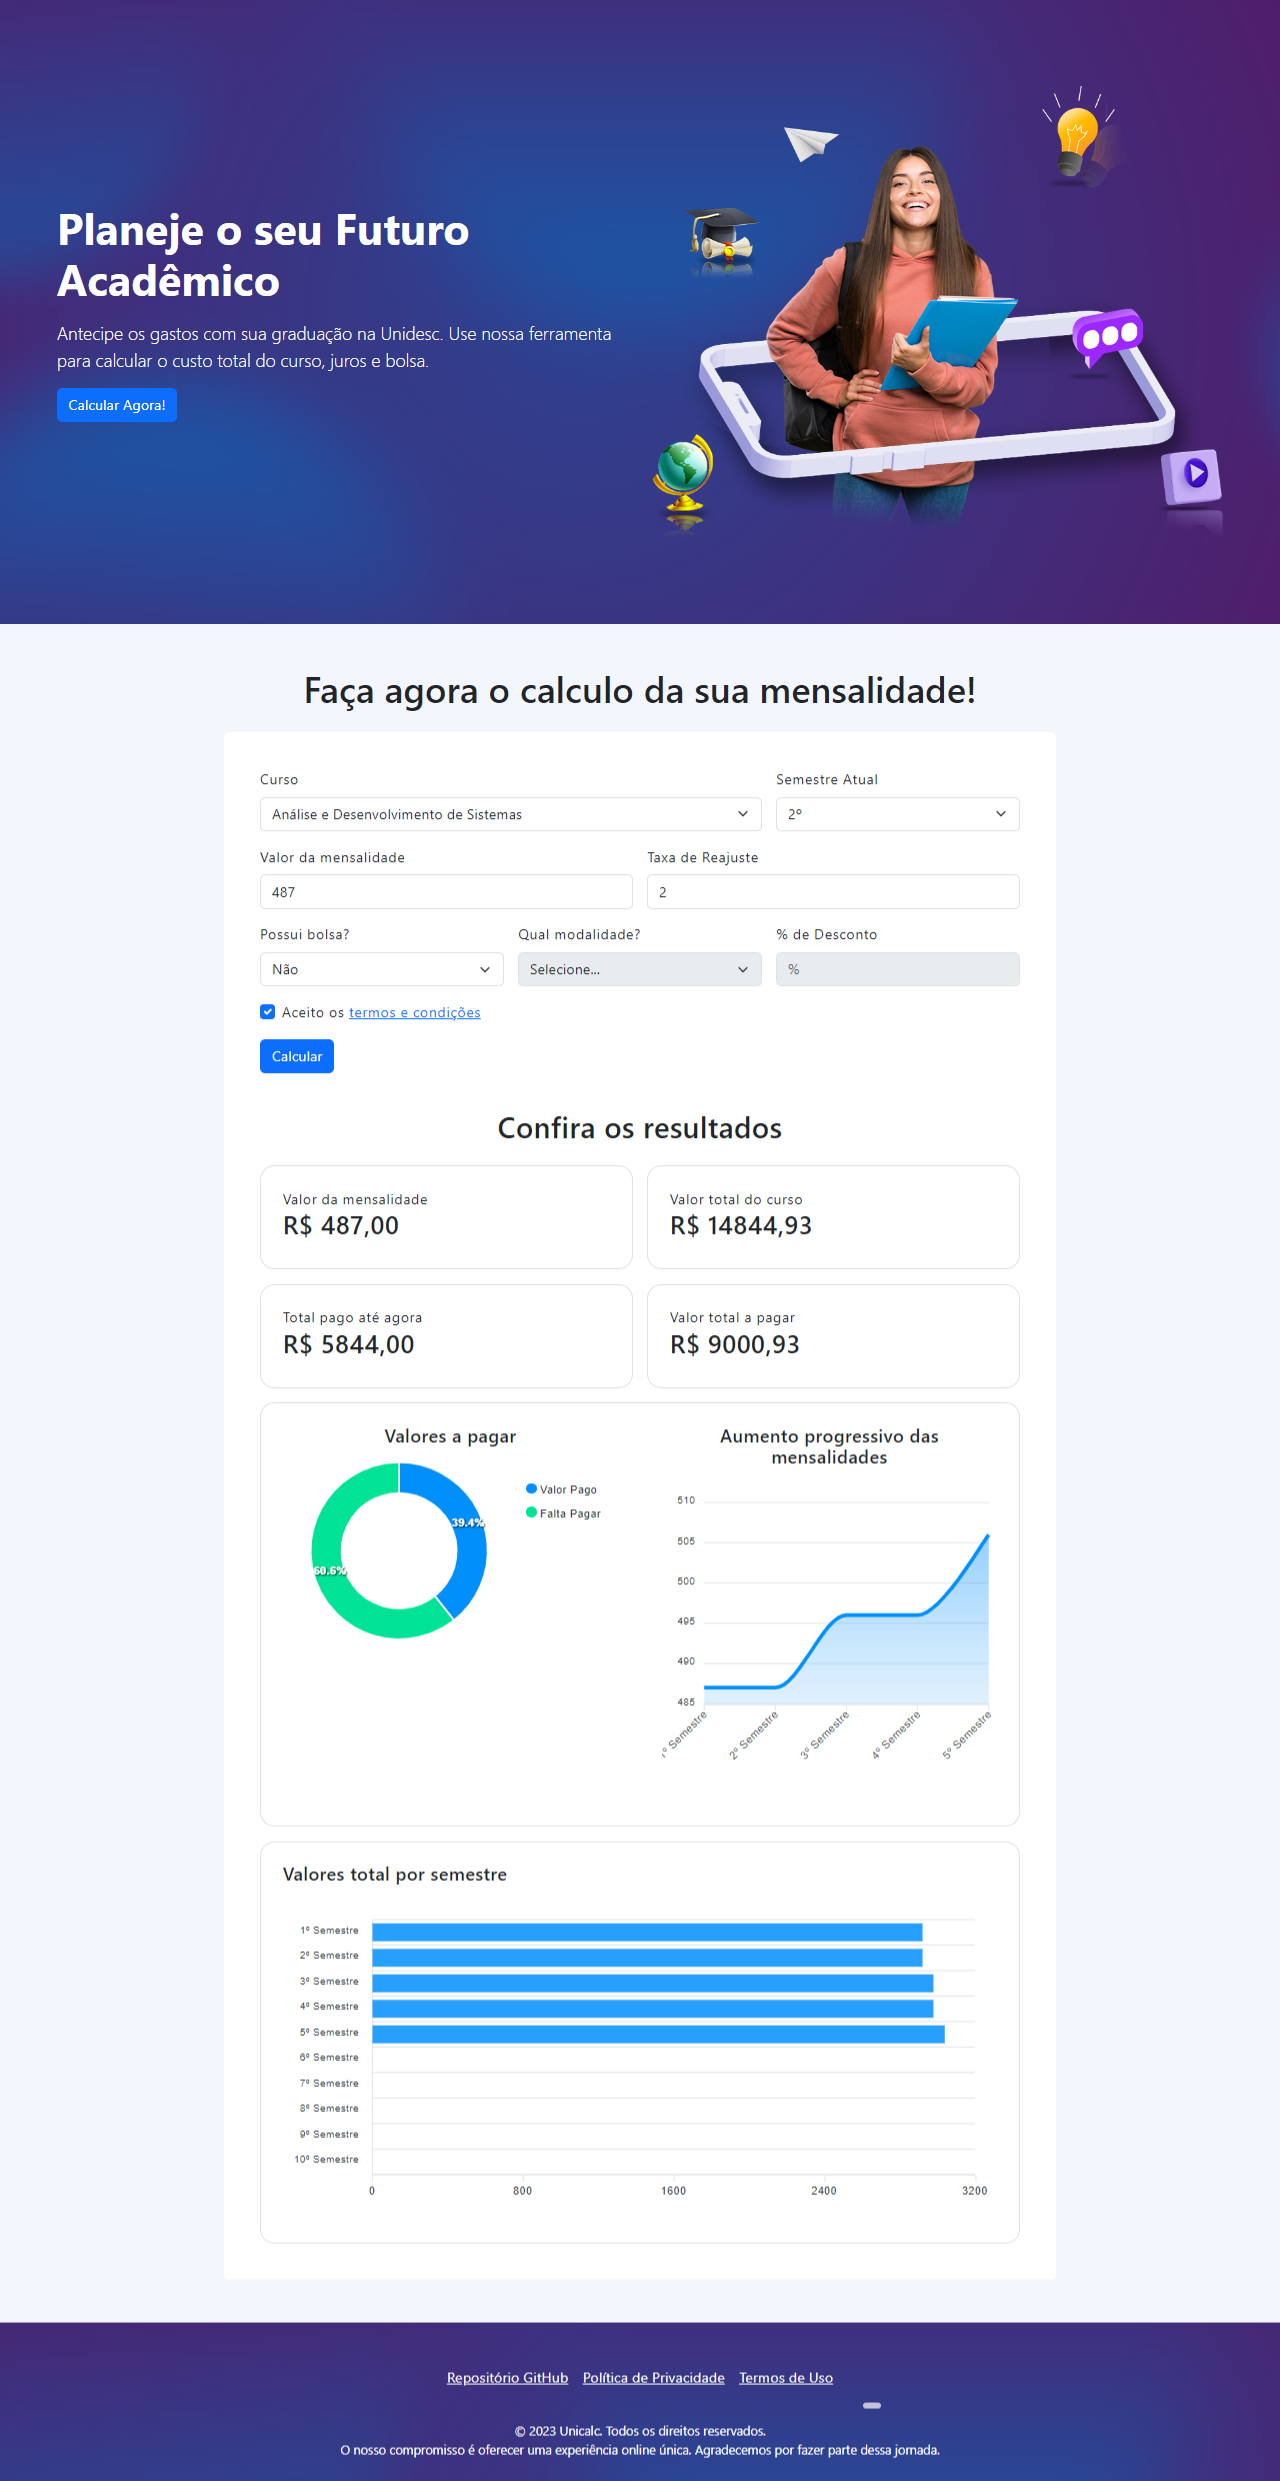 Planeje o seu Futuro
Acadêmico
Antecipe os gastos com sua graduação na Unidesc. Use nossa ferramenta
para calcular o custo total do curso, juros e bolsa.
Calcular Agora!
Faça agora o calculo da sua mensalidade!
Curso
Semestre Atual
Análise e Desenvolvimento de Sistemas
2º
Valor da mensalidade
Taxa de Reajuste
487
2
Possui bolsa?
Qual modalidade?
% de Desconto
Não
Selecione...
%
Aceito os termos e condições
Calcular
Confira os resultados
Valor da mensalidade
R$ 487,00
Valor total do curso
R$ 14844,93
Total pago até agora
R$ 5844,00
Valor total a pagar
R$ 9000,93
Valores a pagar
39.4%
60.6%
Valor Pago
Falta Pagar
Aumento progressivo das
mensalidades
510
505
500
495
490
485
1º Semestre
2º Semestre
3º Semestre
4º Semestre
5º Semestre
Valores total por semestre
1º Semestre
2º Semestre
3º Semestre
4º Semestre
5º Semestre
6º Semestre
7º Semestre
8º Semestre
9º Semestre
10º Semestre
0
800
1600
2400
3200
Repositório GitHub
Política de Privacidade
Termos de Uso
© 2023 Unicalc. Todos os direitos reservados.
O nosso compromisso é oferecer uma experiência online única. Agradecemos por fazer parte dessa jornada.